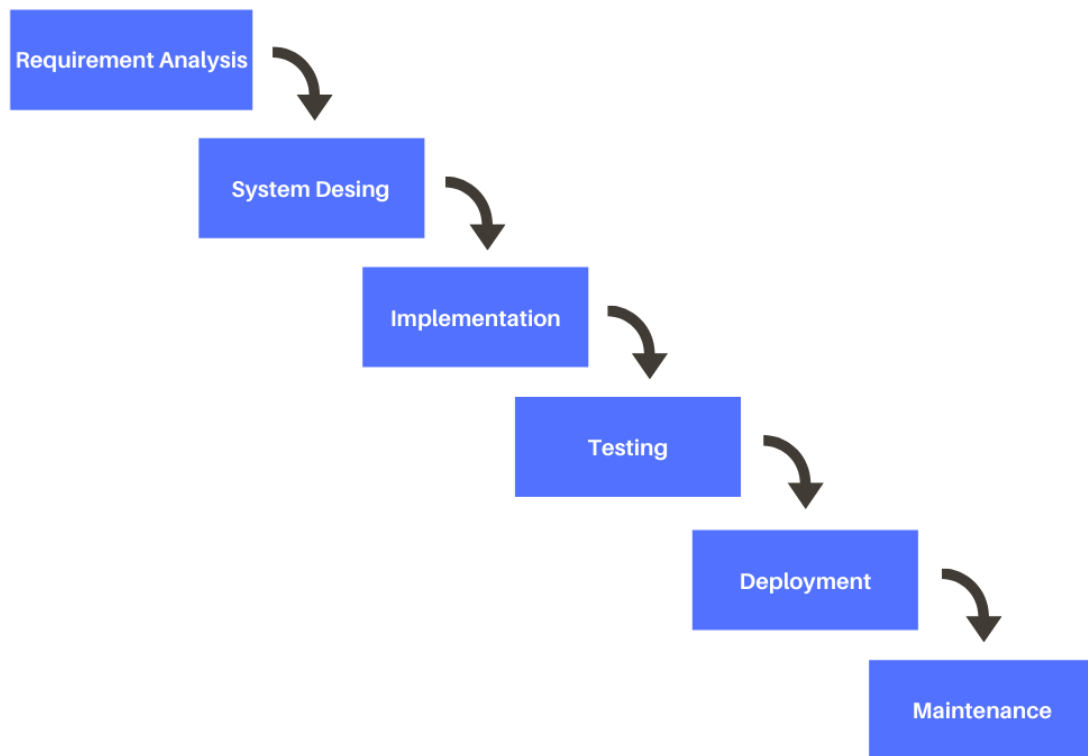 Requirement Analysis
System Desing
Implementation
Testing
Deployment
Maintenance